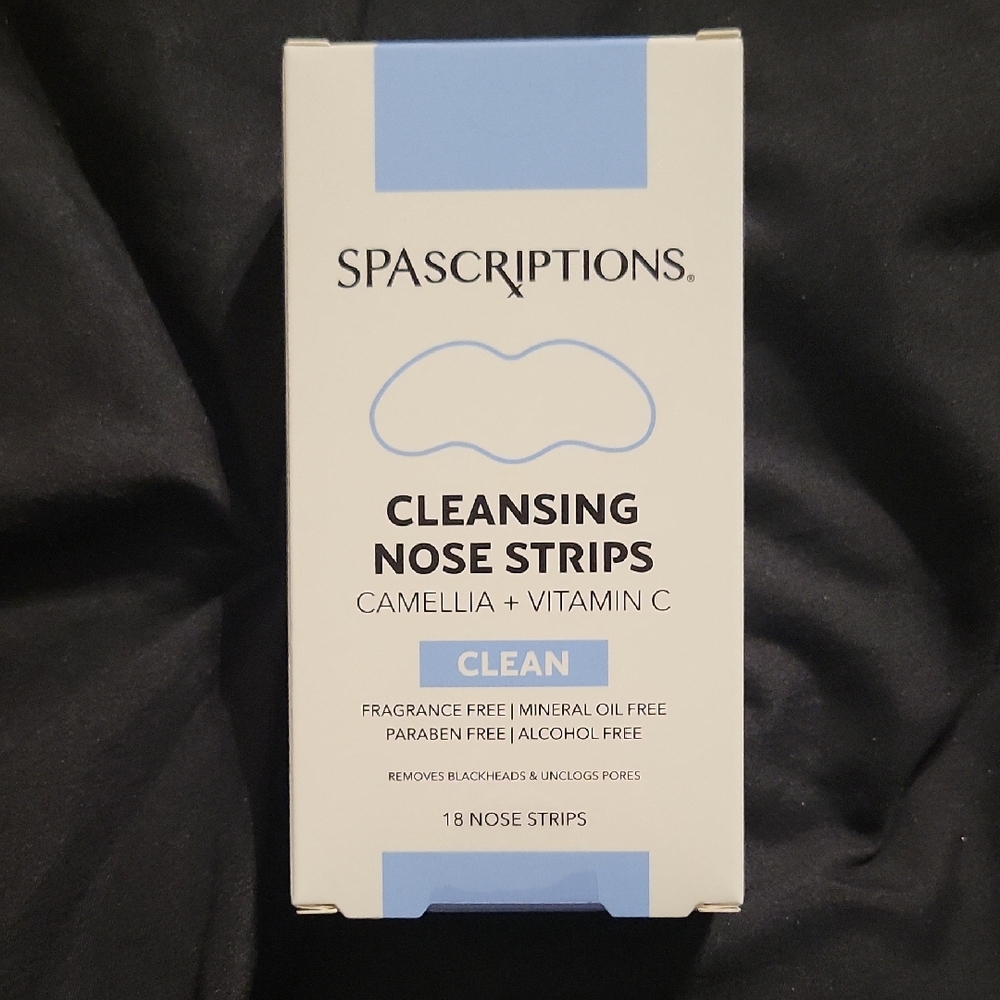 SPASCRIPTIONS®
CLEANSING
NOSE STRIPS
CAMELLIA + VITAMIN C
CLEAN
FRAGRANCE FREE | MINERAL OIL FREE
PARABEN FREE | ALCOHOL FREE
REMOVES BLACKHEADS & UNCLOGS PORES
18 NOSE STRIPS